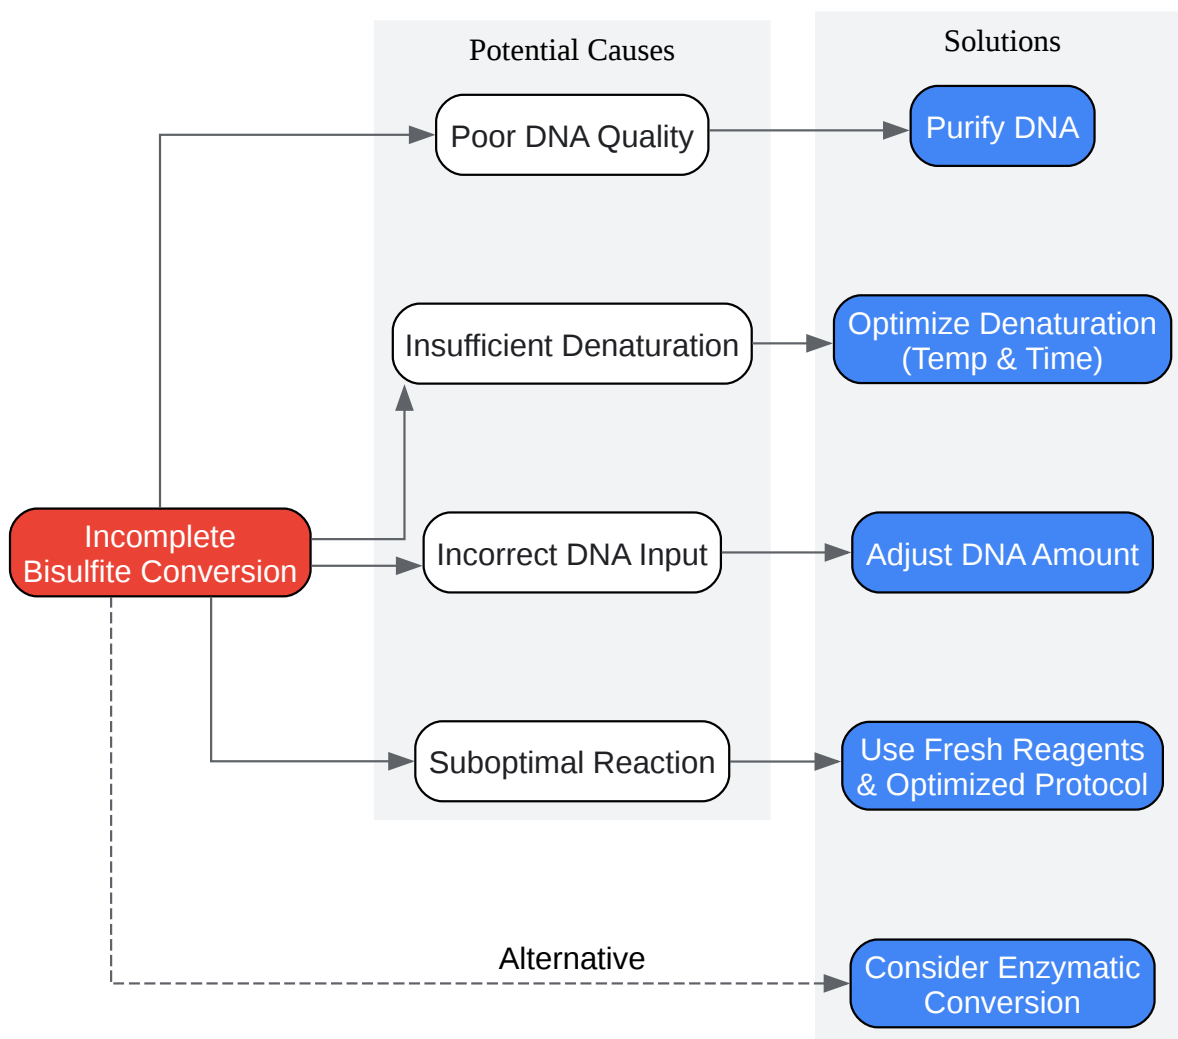 Potential Causes
Solutions
Poor DNA Quality
Purify DNA
Insufficient Denaturation
Optimize Denaturation
(Temp & Time)
Incomplete
Bisulfite Conversion
Incorrect DNA Input
Adjust DNA Amount
Suboptimal Reaction
Use Fresh Reagents
& Optimized Protocol
Alternative
Consider Enzymatic
Conversion